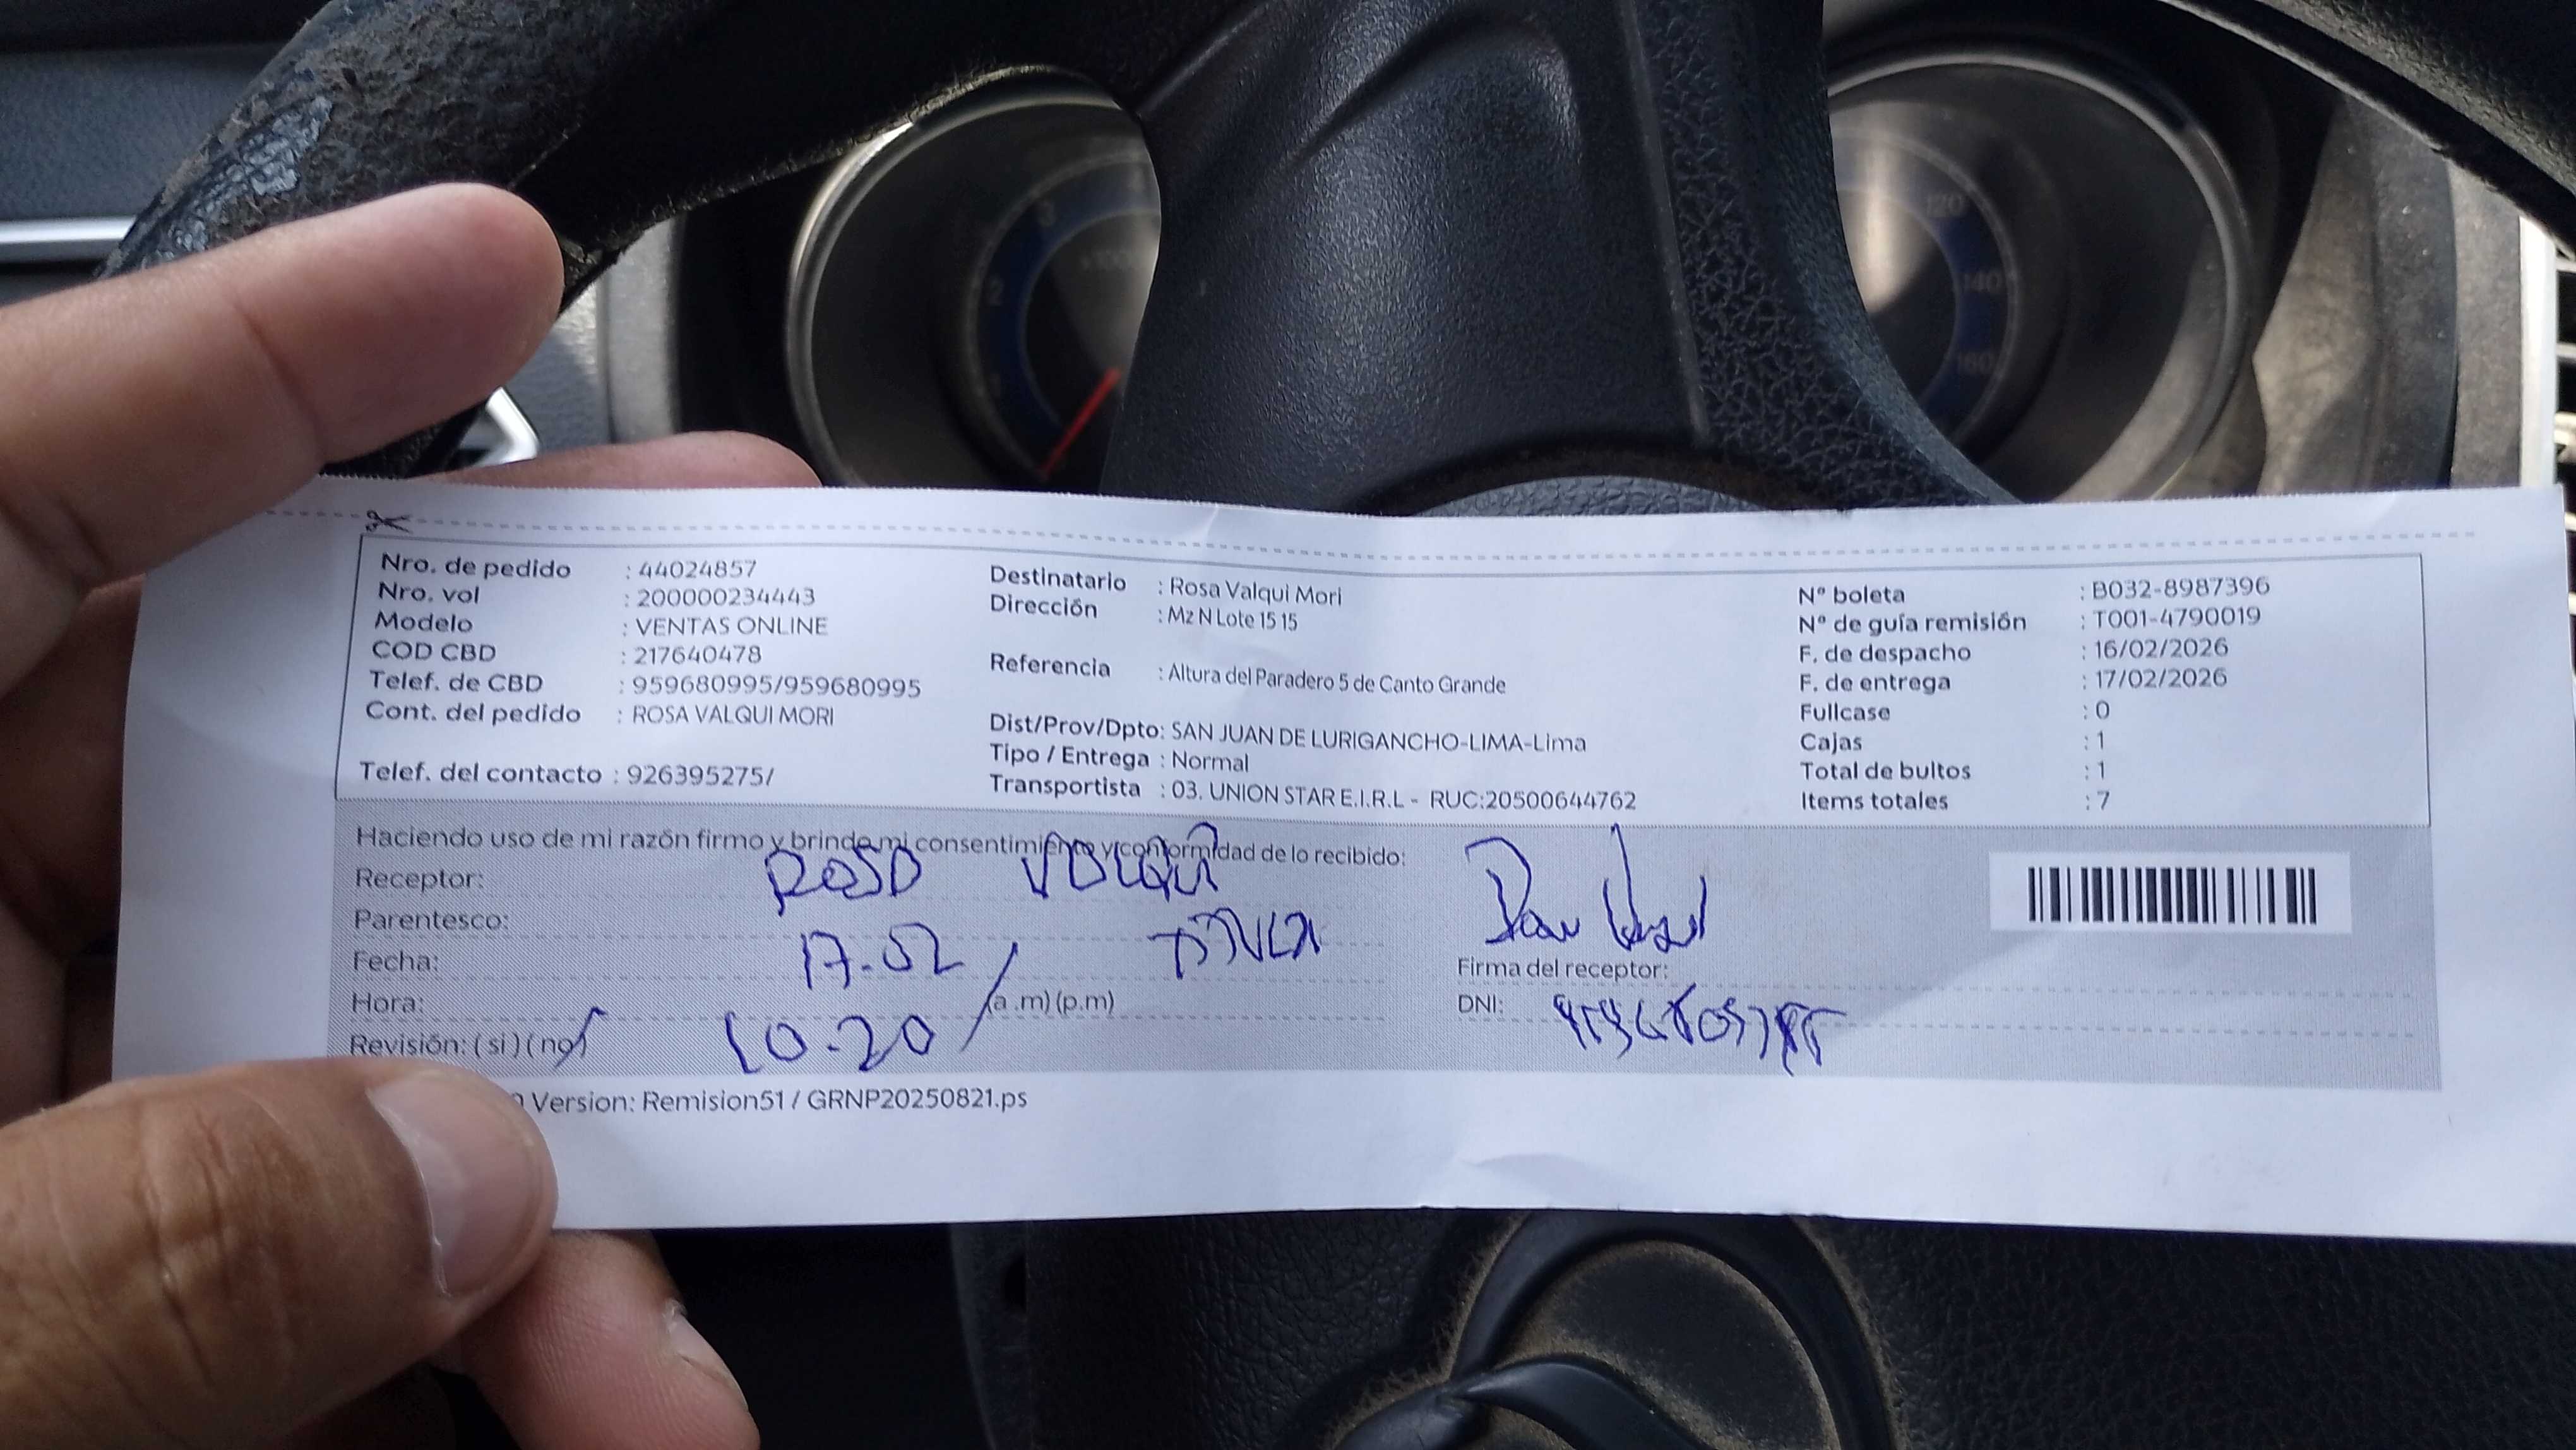 Nro. de pedido : 44024857
Nro. vol : 200000234443
Modelo : VENTAS ONLINE
COD CBD : 217640478
Telef. de CBD : 959680995/959680995
Cont. del pedido : ROSA VALQUI MORI
Telef. del contacto : 926395275/
Destinatario : Rosa Valqui Mori
Dirección : Mz N Lote 15 15
Referencia : Altura del Paradero 5 de Canto Grande
Dist/Prov/Dpto: SAN JUAN DE LURIGANCHO-LIMA-Lima
Tipo / Entrega : Normal
Transportista : 03. UNION STAR E.I.R.L - RUC:20500644762
N° boleta : B032-8987396
N° de guía remisión : T001-4790019
F. de despacho : 16/02/2026
F. de entrega : 17/02/2026
Fullcase : 0
Cajas : 1
Total de bultos : 1
Items totales : 7
Haciendo uso de mi razón firmo y brindo mi consentimiento y conformidad de lo recibido:
Receptor: ROSA VALQUI
Parentesco:
Fecha: 17-02
Hora: (a .m) (p.m)
Revisión: ( si ) ( no ) 10-20
Firma del receptor:
DNI:
Version: Remision51 / GRNP20250821.ps